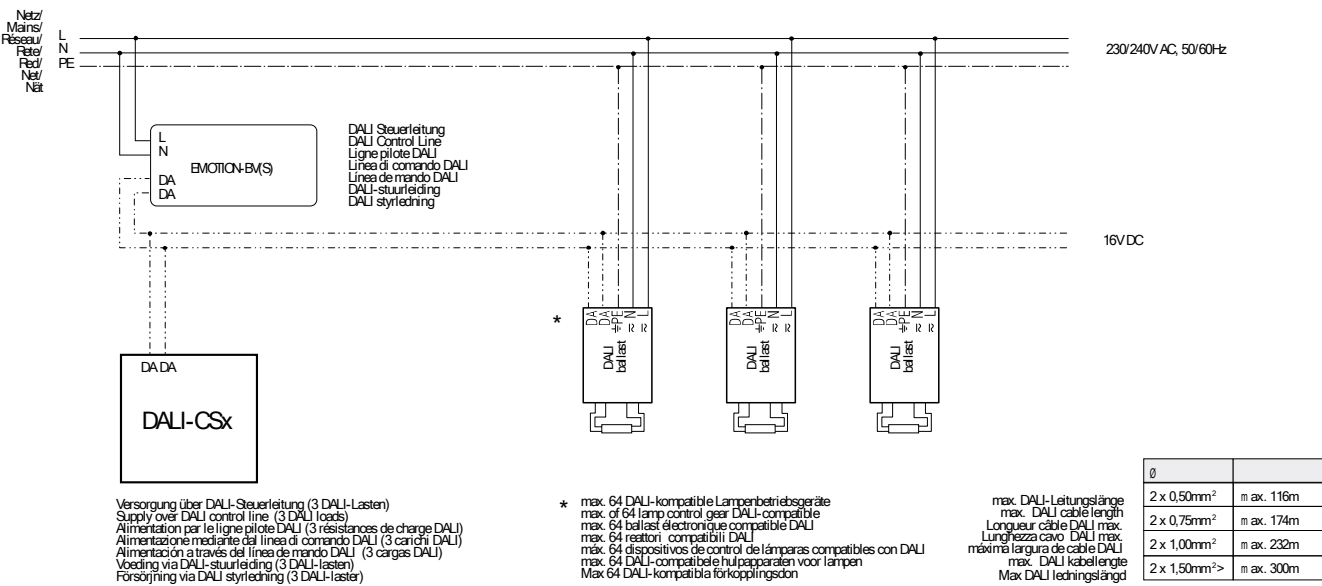 Netz/
Mains/
Réseau/
Rete/
Red/
Net/
Nät
L
N
PE
230/240V AC, 50/60Hz
L
N
DA
DA
EMOTION-EV(S)
DALI Steuerleitung
DALI Control Line
Ligne pilote DALI
Linea di comando DALI
Línea de mando DALI
DALI-stuurleiding
DALI styrledning
16V DC
*
DA
DA
PE
N
L
DALI
ballast
DA
DA
PE
N
L
DALI
ballast
DA
DA
PE
N
L
DALI
ballast
DA DA
DALI-CSx
Versorgung über DALI-Steuerleitung (3 DALI-Lasten)
Supply over DALI control line (3 DALI loads)
Alimentation par le ligne pilote DALI (3 résistances de charge DALI)
Alimentazione mediante dal linea di comando DALI (3 carichi DALI)
Alimentación a través del línea de mando DALI (3 cargas DALI)
Voeding via DALI-stuurleiding (3 DALI-lasten)
Försörjning via DALI styrledning (3 DALI-laster)
* max. 64 DALI-kompatible Lampenbetriebsgeräte
max. of 64 lamp control gear DALI-compatible
max. 64 ballast électronique compatible DALI
max. 64 reattori compatibili DALI
máx. 64 dispositivos de control de lámparas compatibles con DALI
max. 64 DALI-compatibele hulpapparaten voor lampen
Max 64 DALI-kompatibla förkopplingsdon
max. DALI-Leitungslänge
max. DALI cable length
Longueur câble DALI max.
Lunghezza cavo DALI max.
máxima largura de cable DALI
max. DALI kabellengte
Max DALI ledningslängd
Ø
2 x 0,50mm² max. 116m
2 x 0,75mm² max. 174m
2 x 1,00mm² max. 232m
2 x 1,50mm²> max. 300m